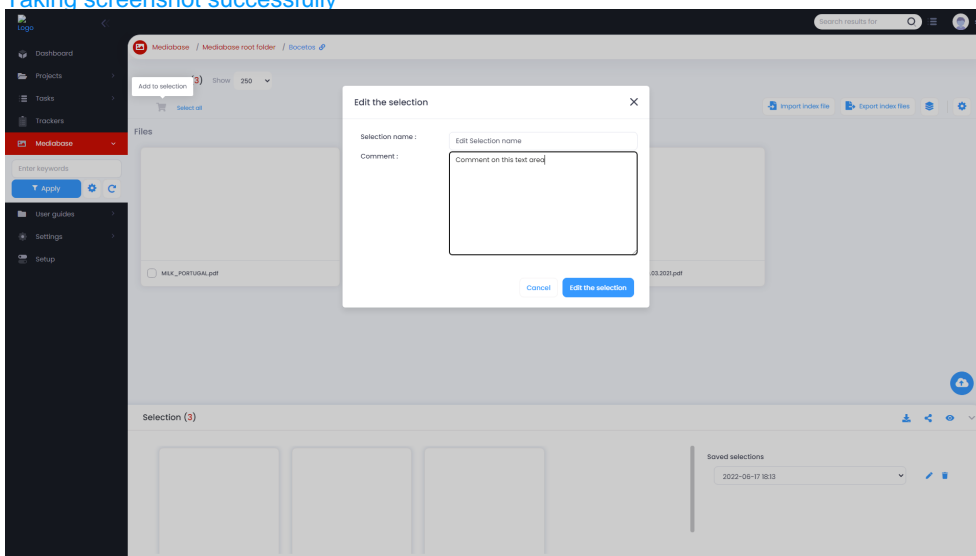 Taking screenshot successfully
Logo
Search results for
Dashboard
Projects
Tasks
Trackers
Mediabase
Enter keywords
Apply
User guides
Settings
Setup
Mediabase / Mediabase root folder / Bocetos
(3) Show 250
Add to selection
Select all
Import index file
Export index files
Files
MILK_PORTUGAL.pdf
.03.2021.pdf
Edit the selection
Selection name :
Edit Selection name
Comment :
Comment on this text area
Cancel
Edit the selection
Selection (3)
Saved selections
2022-06-17 18:13